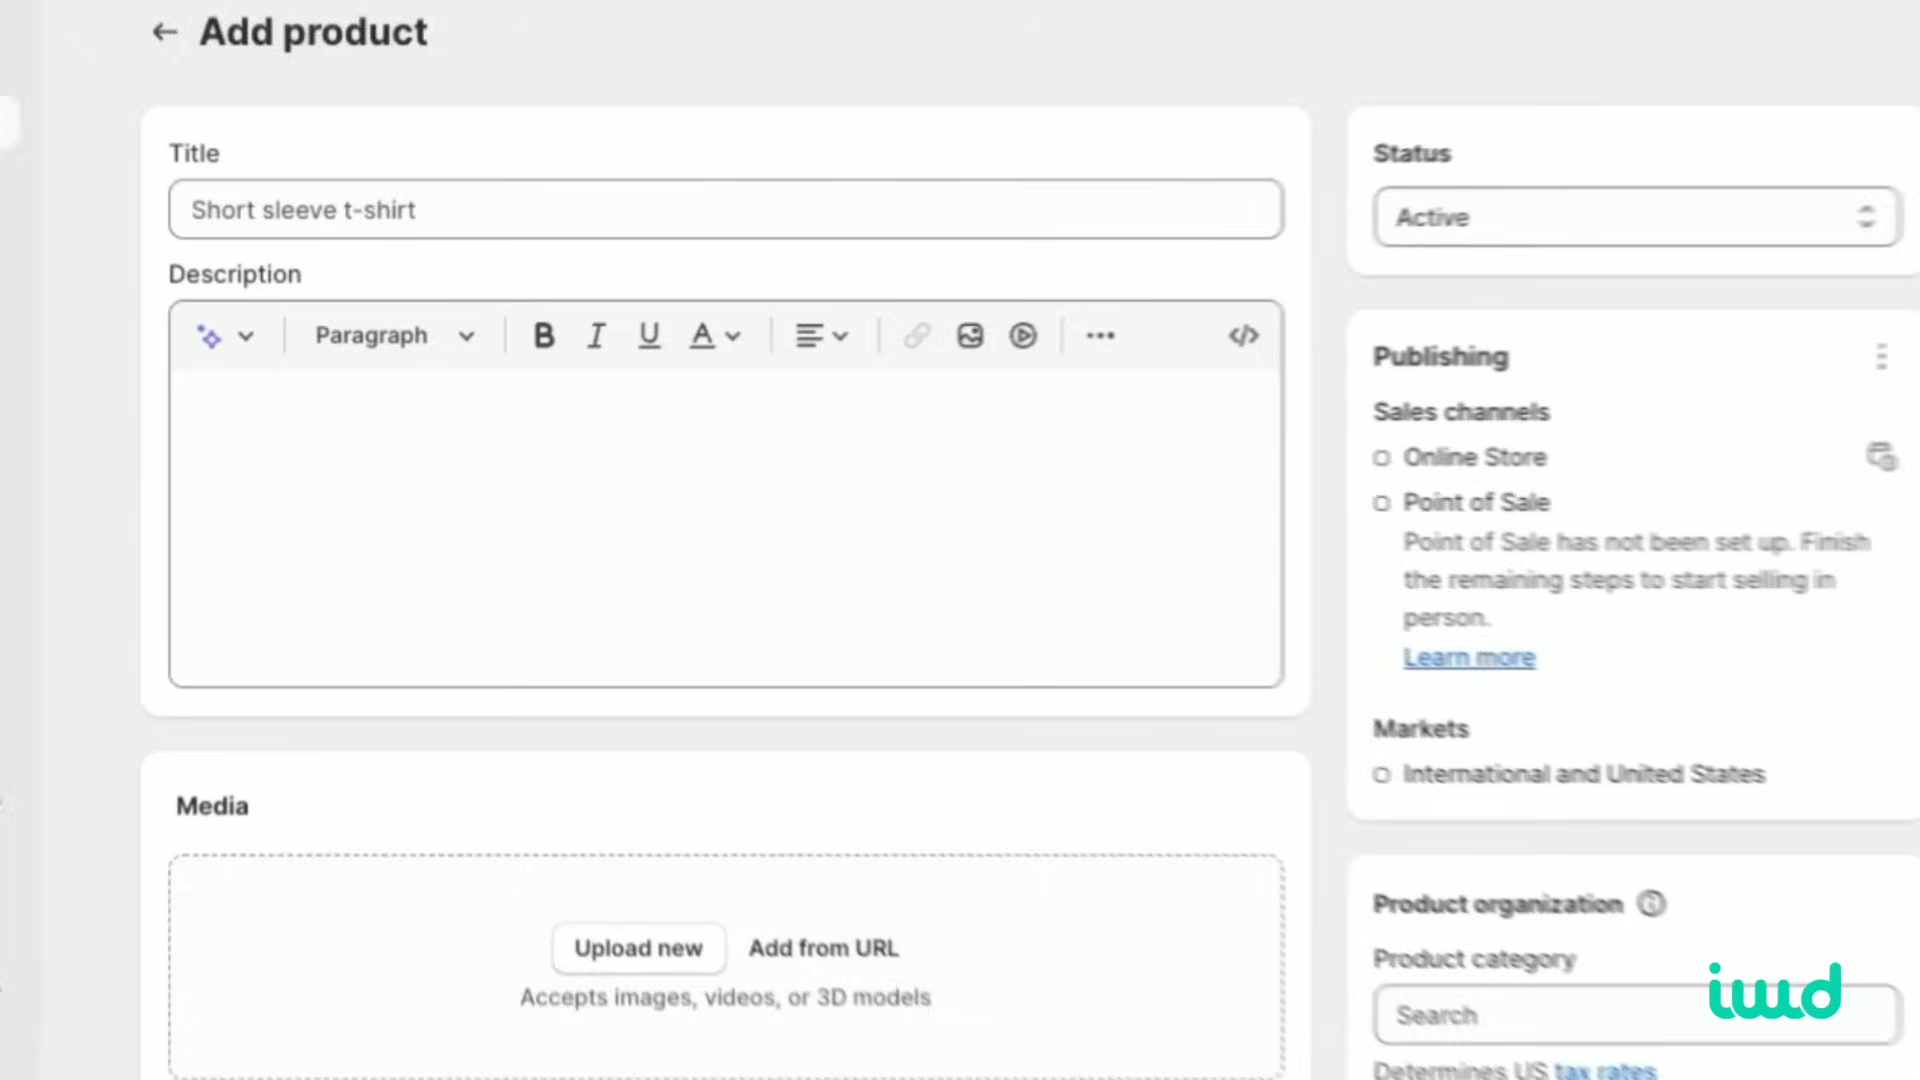 Add product
Title
Short sleeve t-shirt
Description
Paragraph
B I U A
Media
Upload new Add from URL
Accepts images, videos, or 3D models
Status
Active
Publishing
Sales channels
Online Store
Point of Sale
Point of Sale has not been set up. Finish
the remaining steps to start selling in
person.
Learn more
Markets
International and United States
Product organization
Product category
Search
Determines US tax rates
iwd